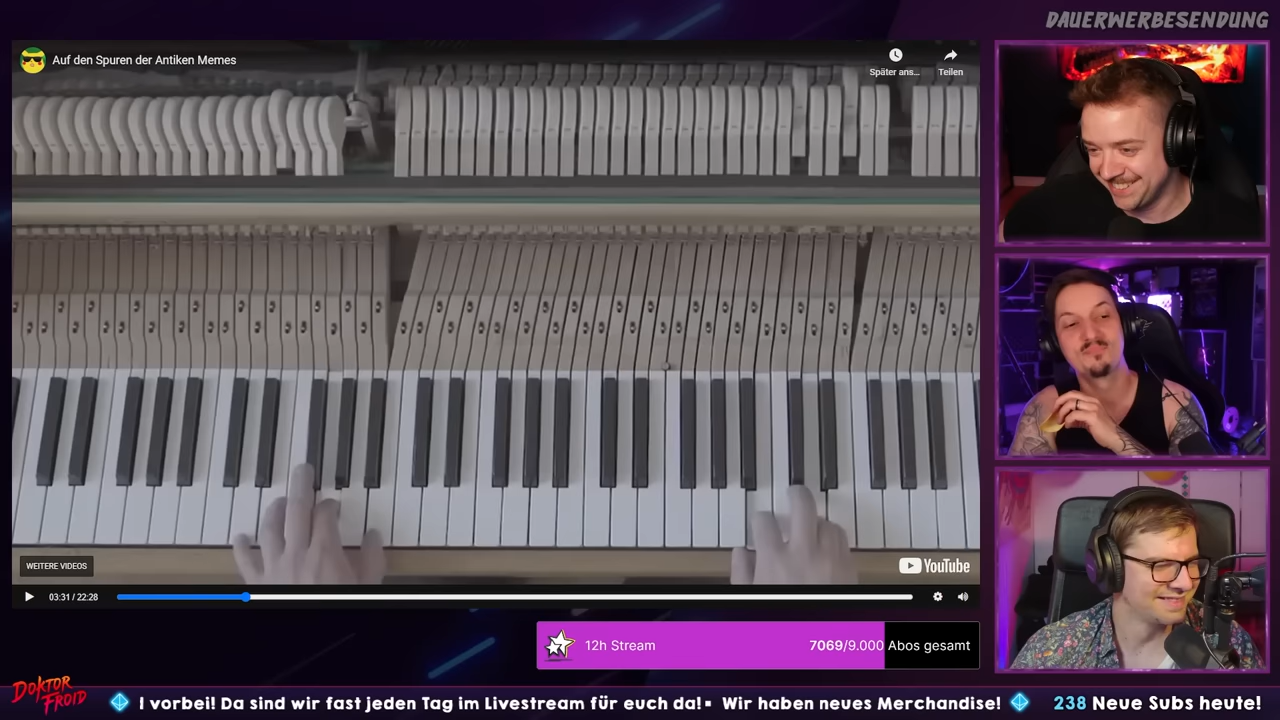 DAUERWERBESENDUNG
Auf den Spuren der Antiken Memes
Später ans...
Teilen
WEITERE VIDEOS
YouTube
03:31 / 22:28
12h Stream
7069/9.000 Abos gesamt
DOKTOR FROID
l vorbei! Da sind wir fast jeden Tag im Livestream für euch da! ▪ Wir haben neues Merchandise!
238 Neue Subs heute!